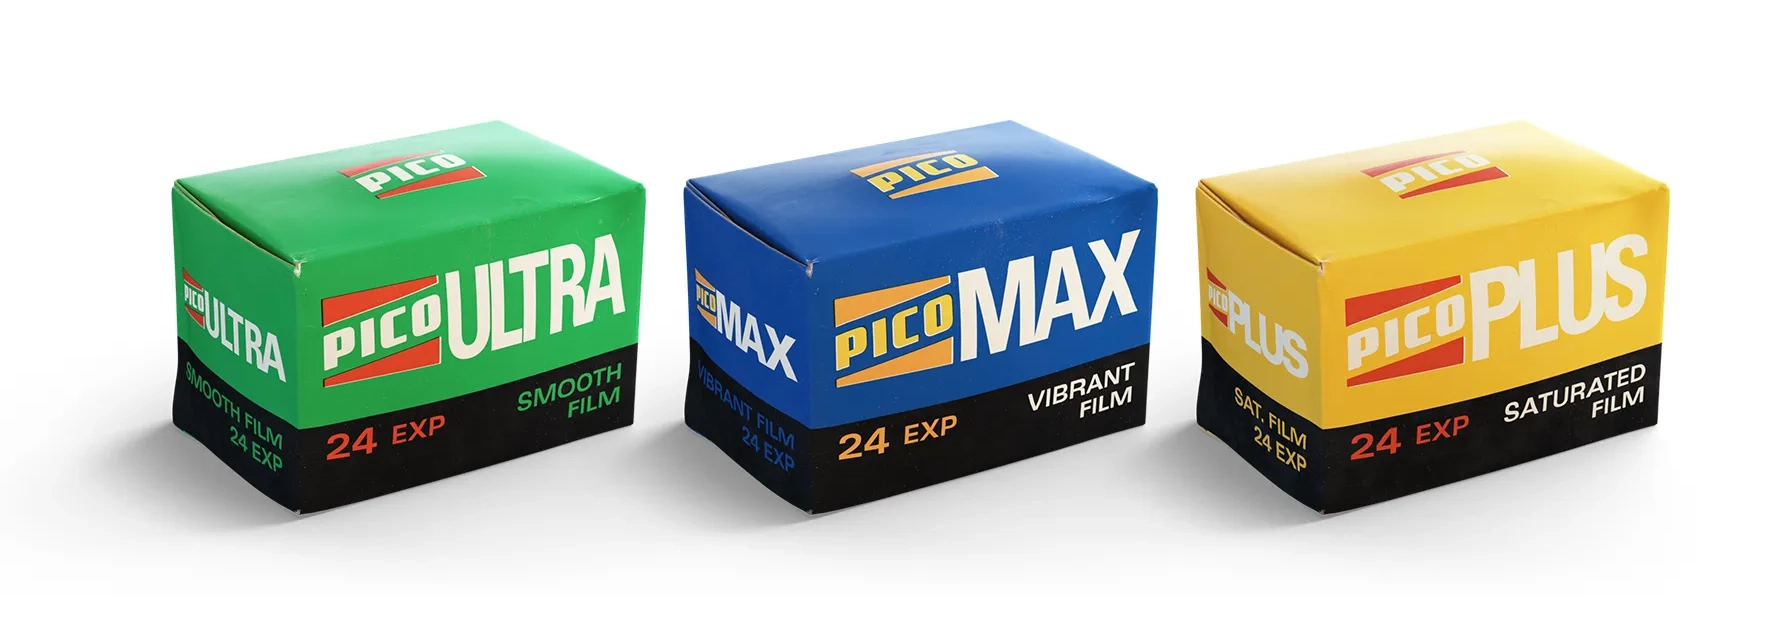 PICO
PICO ULTRA
SMOOTH FILM
24 EXP
PICO ULTRA
24 EXP
SMOOTH
FILM
PICO
PICO MAX
VIBRANT FILM
24 EXP
PICO MAX
24 EXP
VIBRANT
FILM
PICO
PICO PLUS
SAT. FILM
24 EXP
PICO PLUS
24 EXP
SATURATED
FILM